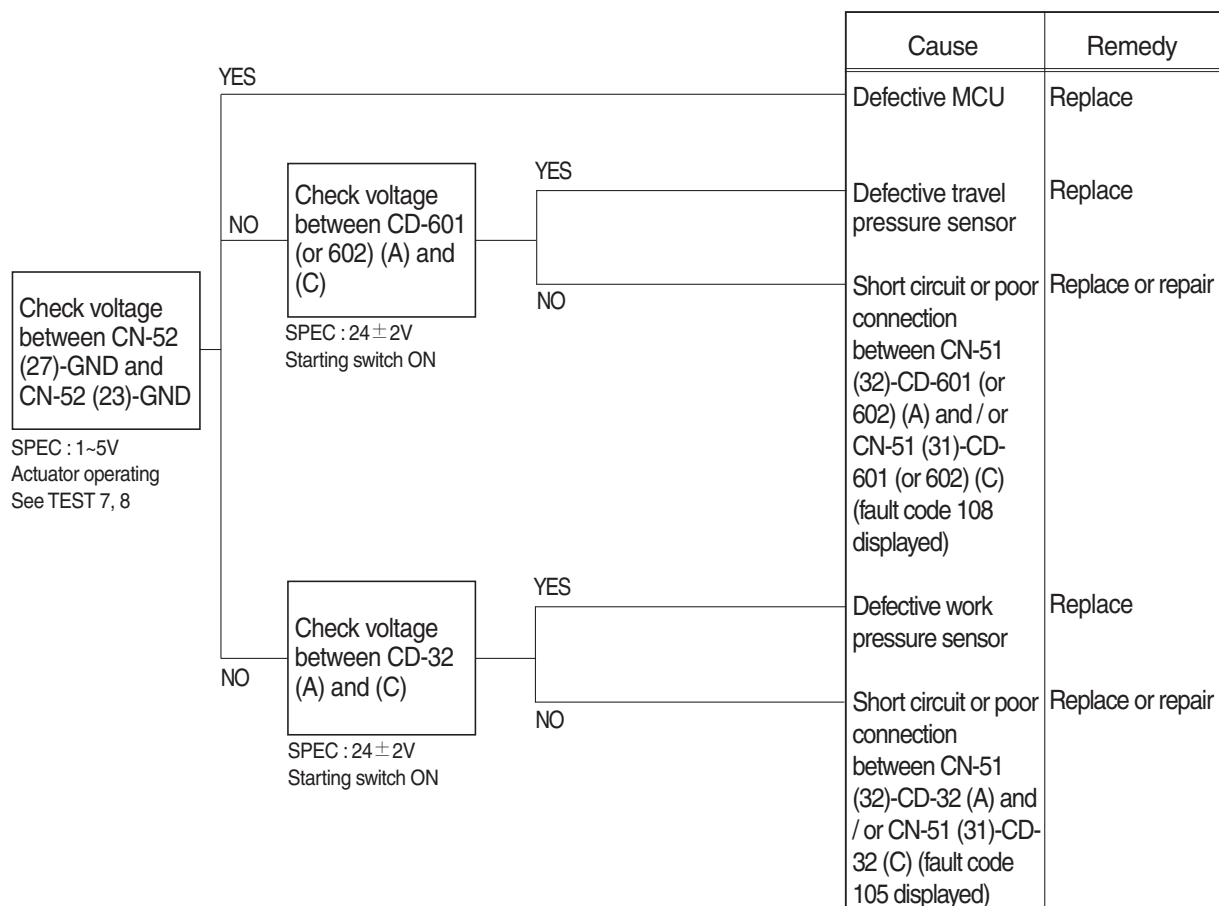 Cause
Remedy
YES
Defective MCU
Replace
NO
Check voltage
between CD-601
(or 602) (A) and
(C)
SPEC : 24±2V
Starting switch ON
YES
Defective travel
pressure sensor
Replace
NO
Short circuit or poor
connection
between CN-51
(32)-CD-601 (or
602) (A) and / or
CN-51 (31)-CD-
601 (or 602) (C)
(fault code 108
displayed)
Replace or repair
Check voltage
between CN-52
(27)-GND and
CN-52 (23)-GND
SPEC : 1~5V
Actuator operating
See TEST 7, 8
NO
Check voltage
between CD-32
(A) and (C)
SPEC : 24±2V
Starting switch ON
YES
Defective work
pressure sensor
Replace
NO
Short circuit or poor
connection
between CN-51
(32)-CD-32 (A) and
/ or CN-51 (31)-CD-
32 (C) (fault code
105 displayed)
Replace or repair